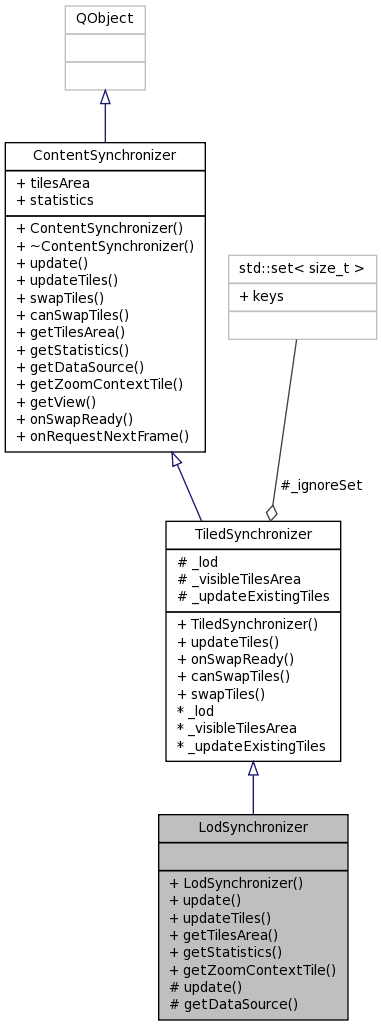 QObject
ContentSynchronizer
+ tilesArea
+ statistics
+ ContentSynchronizer()
+ ~ContentSynchronizer()
+ update()
+ updateTiles()
+ swapTiles()
+ canSwapTiles()
+ getTilesArea()
+ getStatistics()
+ getDataSource()
+ getZoomContextTile()
+ getView()
+ onSwapReady()
+ onRequestNextFrame()
std::set< size_t >
+ keys
#_ignoreSet
TiledSynchronizer
# _lod
# _visibleTilesArea
# _updateExistingTiles
+ TiledSynchronizer()
+ updateTiles()
+ onSwapReady()
+ canSwapTiles()
+ swapTiles()
* _lod
* _visibleTilesArea
* _updateExistingTiles
LodSynchronizer
+ LodSynchronizer()
+ update()
+ updateTiles()
+ getTilesArea()
+ getStatistics()
+ getZoomContextTile()
# update()
# getDataSource()